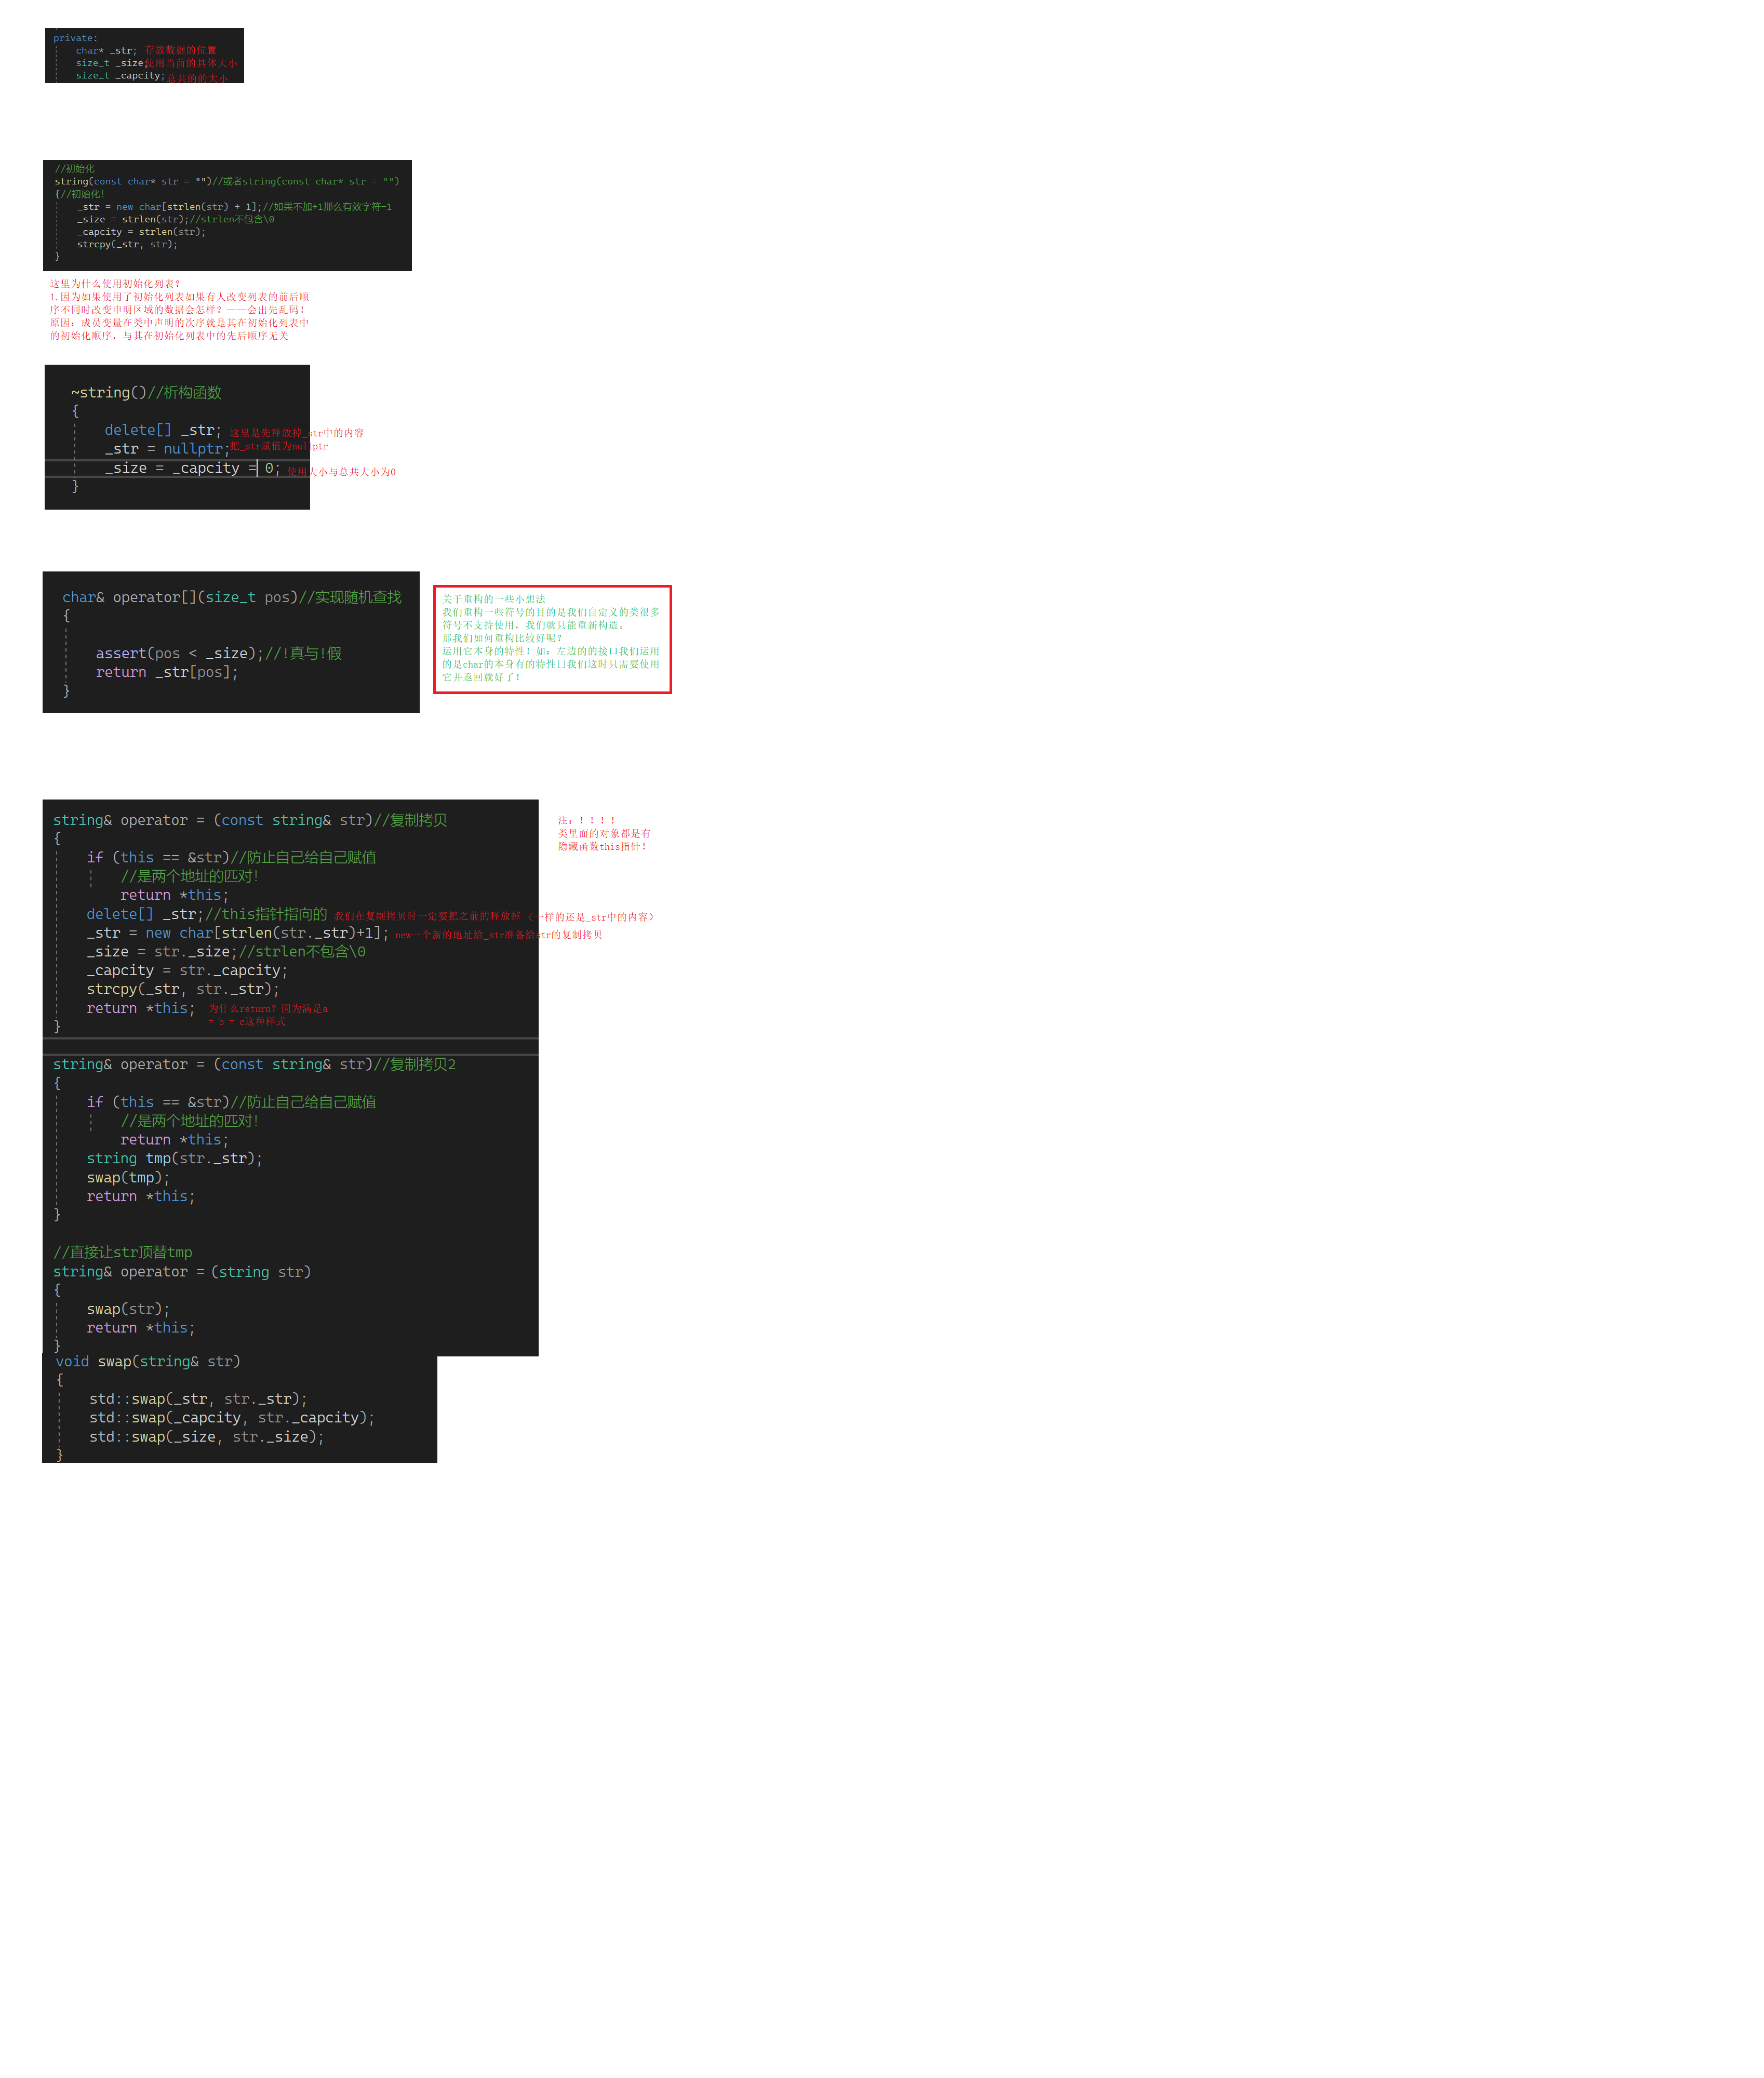 private:
char* _str; 存放数据的位置
size_t _size; 使用当前的具体大小
size_t _capcity; 总共的的大小
//初始化
string(const char* str = "")//或者string(const char* str = "")
{//初始化!
_str = new char[strlen(str) + 1];//如果不加+1那么有效字符-1
_size = strlen(str);//strlen不包含\0
_capcity = strlen(str);
strcpy(_str, str);
}
这里为什么使用初始化列表?
1.因为如果使用了初始化列表如果有人改变列表的前后顺
序不同时改变申明区域的数据会怎样? ——会出先乱码!
原因:成员变量在类中声明的次序就是其在初始化列表中
的初始化顺序,与其在初始化列表中的先后顺序无关
~string()//析构函数
{
delete[] _str; 这里是先释放掉_str中的内容
_str = nullptr; 把_str赋值为nullptr
_size = _capcity = 0; 使用大小与总共大小为0
}
char& operator[](size_t pos)//实现随机查找
{
assert(pos < _size);//!真与!假
return _str[pos];
}
关于重构的一些小想法
我们重构一些符号的目的是我们自定义的类很多
符号不支持使用,我们就只能重新构造。
那我们如何重构比较好呢?
运用它本身的特性!如:左边的的接口我们运用
的是char的本身有的特性[]我们这时只需要使用
它并返回就好了!
string& operator = (const string& str)//复制拷贝
{
if (this == &str)//防止自己给自己赋值
//是两个地址的匹对!
return *this;
delete[] _str;//this指针指向的 我们在复制拷贝时一定要把之前的释放掉（一样的还是_str中的内容）
_str = new char[strlen(str._str)+1]; new一个新的地址给_str准备给str的复制拷贝
_size = str._size;//strlen不包含\0
_capcity = str._capcity;
strcpy(_str, str._str);
return *this; 为什么return? 因为满足a
= b = c这种样式
}
注:!!!!
类里面的对象都是有
隐藏函数this指针!
string& operator = (const string& str)//复制拷贝2
{
if (this == &str)//防止自己给自己赋值
//是两个地址的匹对!
return *this;
string tmp(str._str);
swap(tmp);
return *this;
}
//直接让str顶替tmp
string& operator = (string str)
{
swap(str);
return *this;
}
void swap(string& str)
{
std::swap(_str, str._str);
std::swap(_capcity, str._capcity);
std::swap(_size, str._size);
}